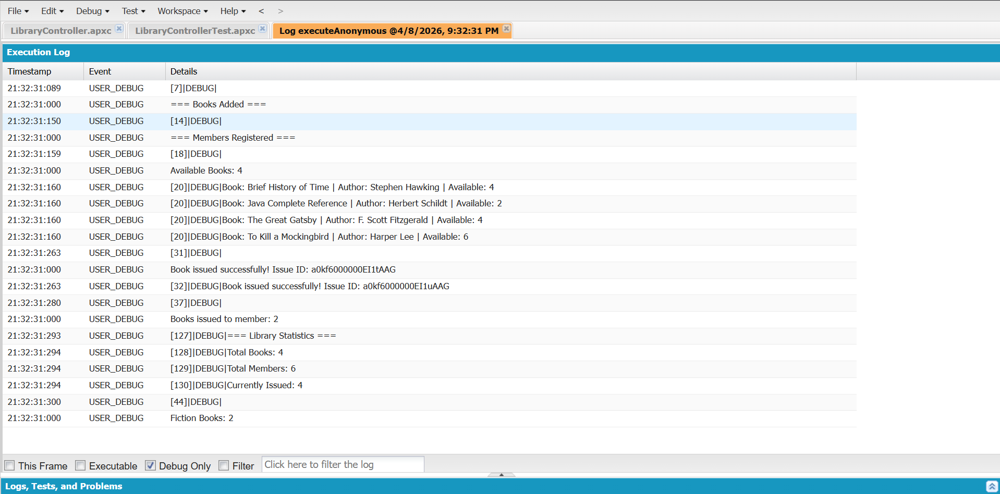 File Edit Debug Test Workspace Help < >
LibraryController.apxc LibraryControllerTest.apxc Log executeAnonymous @4/8/2026, 9:32:31 PM
Execution Log
Timestamp Event Details
21:32:31:089 USER_DEBUG [7]|DEBUG|
21:32:31:000 USER_DEBUG === Books Added ===
21:32:31:150 USER_DEBUG [14]|DEBUG|
21:32:31:000 USER_DEBUG === Members Registered ===
21:32:31:159 USER_DEBUG [18]|DEBUG|
21:32:31:000 USER_DEBUG Available Books: 4
21:32:31:160 USER_DEBUG [20]|DEBUG|Book: Brief History of Time | Author: Stephen Hawking | Available: 4
21:32:31:160 USER_DEBUG [20]|DEBUG|Book: Java Complete Reference | Author: Herbert Schildt | Available: 2
21:32:31:160 USER_DEBUG [20]|DEBUG|Book: The Great Gatsby | Author: F. Scott Fitzgerald | Available: 4
21:32:31:160 USER_DEBUG [20]|DEBUG|Book: To Kill a Mockingbird | Author: Harper Lee | Available: 6
21:32:31:263 USER_DEBUG [31]|DEBUG|
21:32:31:000 USER_DEBUG Book issued successfully! Issue ID: a0kf6000000EI1tAAG
21:32:31:263 USER_DEBUG [32]|DEBUG|Book issued successfully! Issue ID: a0kf6000000EI1uAAG
21:32:31:280 USER_DEBUG [37]|DEBUG|
21:32:31:000 USER_DEBUG Books issued to member: 2
21:32:31:293 USER_DEBUG [127]|DEBUG|=== Library Statistics ===
21:32:31:294 USER_DEBUG [128]|DEBUG|Total Books: 4
21:32:31:294 USER_DEBUG [129]|DEBUG|Total Members: 6
21:32:31:294 USER_DEBUG [130]|DEBUG|Currently Issued: 4
21:32:31:300 USER_DEBUG [44]|DEBUG|
21:32:31:000 USER_DEBUG Fiction Books: 2
This Frame Executable Debug Only Filter Click here to filter the log
Logs, Tests, and Problems